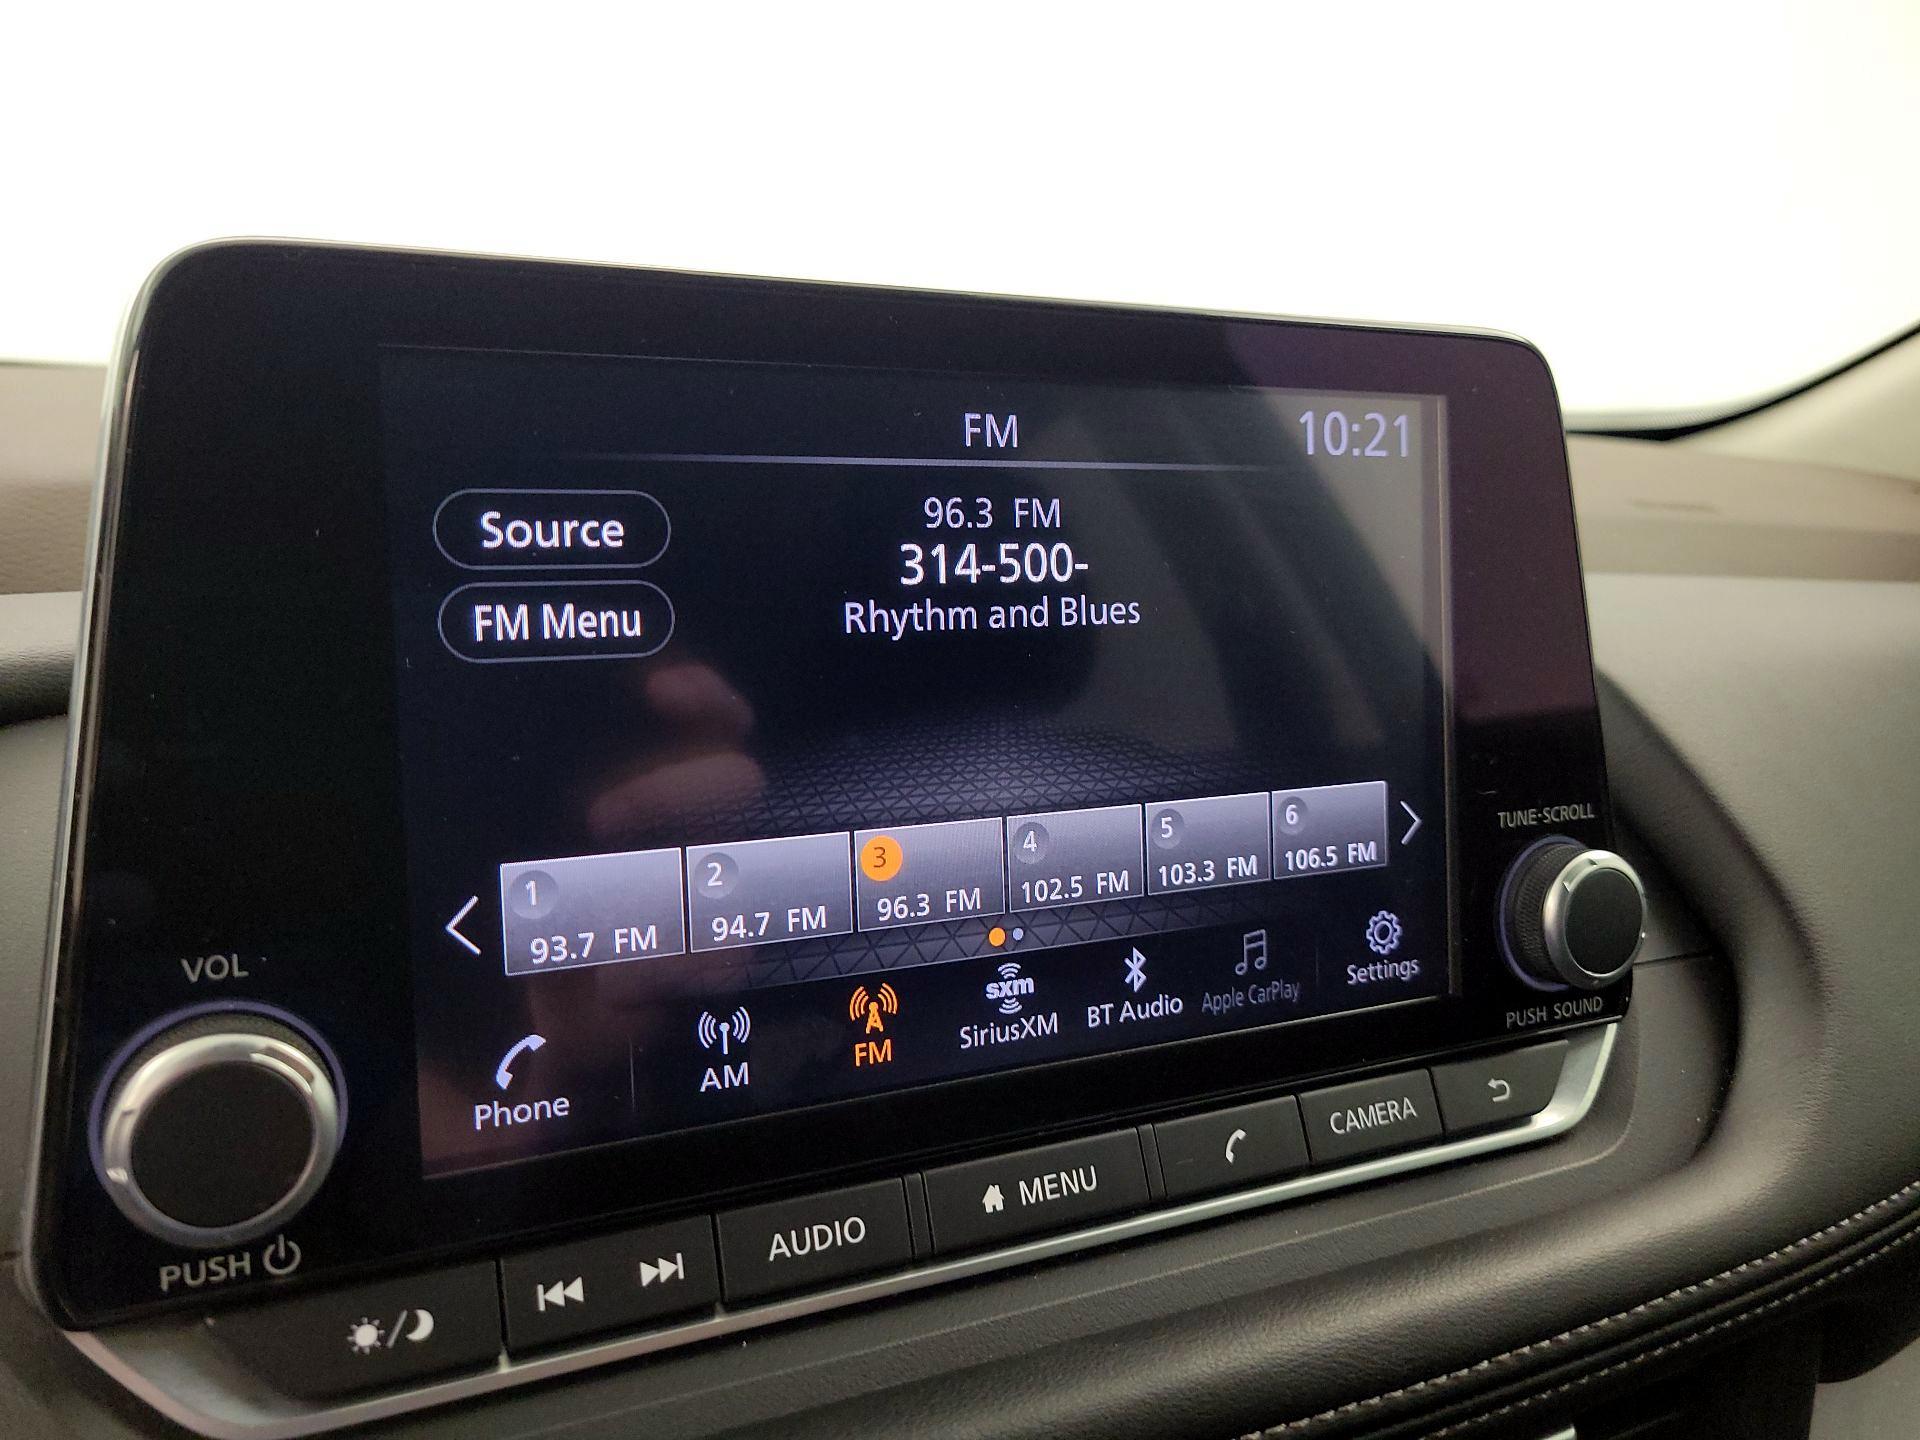 FM 10:21
Source
96.3 FM
314-500-
Rhythm and Blues
FM Menu
1 93.7 FM
2 94.7 FM
3 96.3 FM
4 102.5 FM
5 103.3 FM
6 106.5 FM
Phone
AM
FM
sxm
SiriusXM
BT Audio
Apple CarPlay
Settings
VOL
PUSH
TUNE·SCROLL
PUSH SOUND
AUDIO
MENU
CAMERA